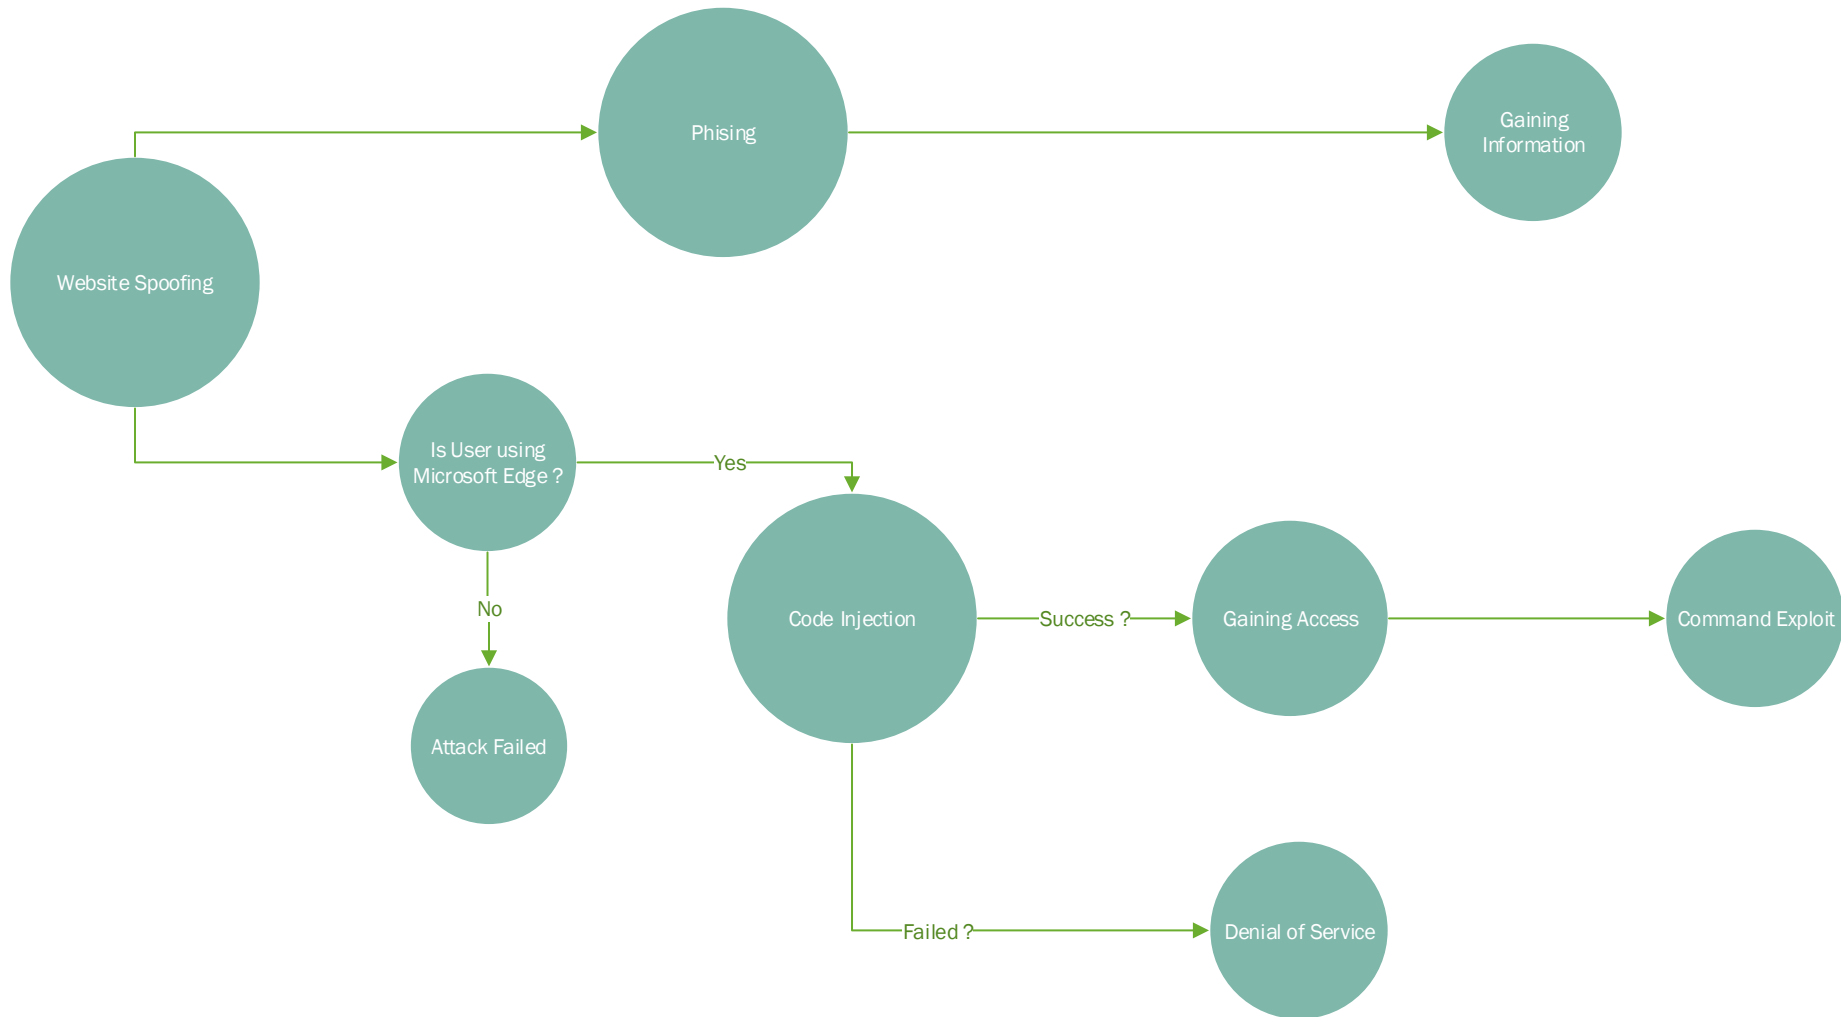 Phising
Gaining
Information
Website Spoofing
Is User using
Microsoft Edge ?
Yes
No
Code Injection
Success ?
Gaining Access
Command Exploit
Attack Failed
Failed ?
Denial of Service